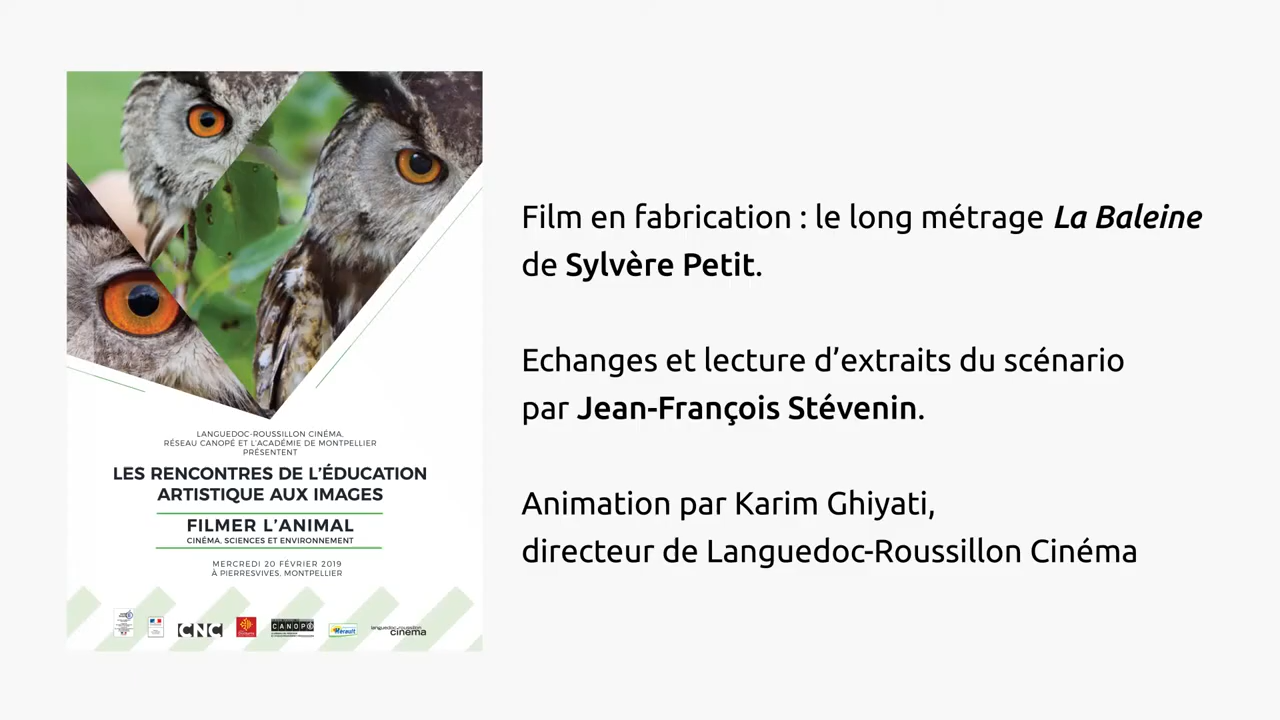 LANGUEDOC-ROUSSILLON CINÉMA,
RÉSEAU CANOPÉ ET L'ACADÉMIE DE MONTPELLIER
PRÉSENTENT
LES RENCONTRES DE L'ÉDUCATION
ARTISTIQUE AUX IMAGES
FILMER L'ANIMAL
CINÉMA, SCIENCES ET ENVIRONNEMENT
MERCREDI 20 FÉVRIER 2019
À PIERRESVIVES, MONTPELLIER
CNC
CANOPÉ
Hérault
languedoc-roussillon
cinéma
Film en fabrication : le long métrage La Baleine
de Sylvère Petit.
Echanges et lecture d’extraits du scénario
par Jean-François Stévenin.
Animation par Karim Ghiyati,
directeur de Languedoc-Roussillon Cinéma